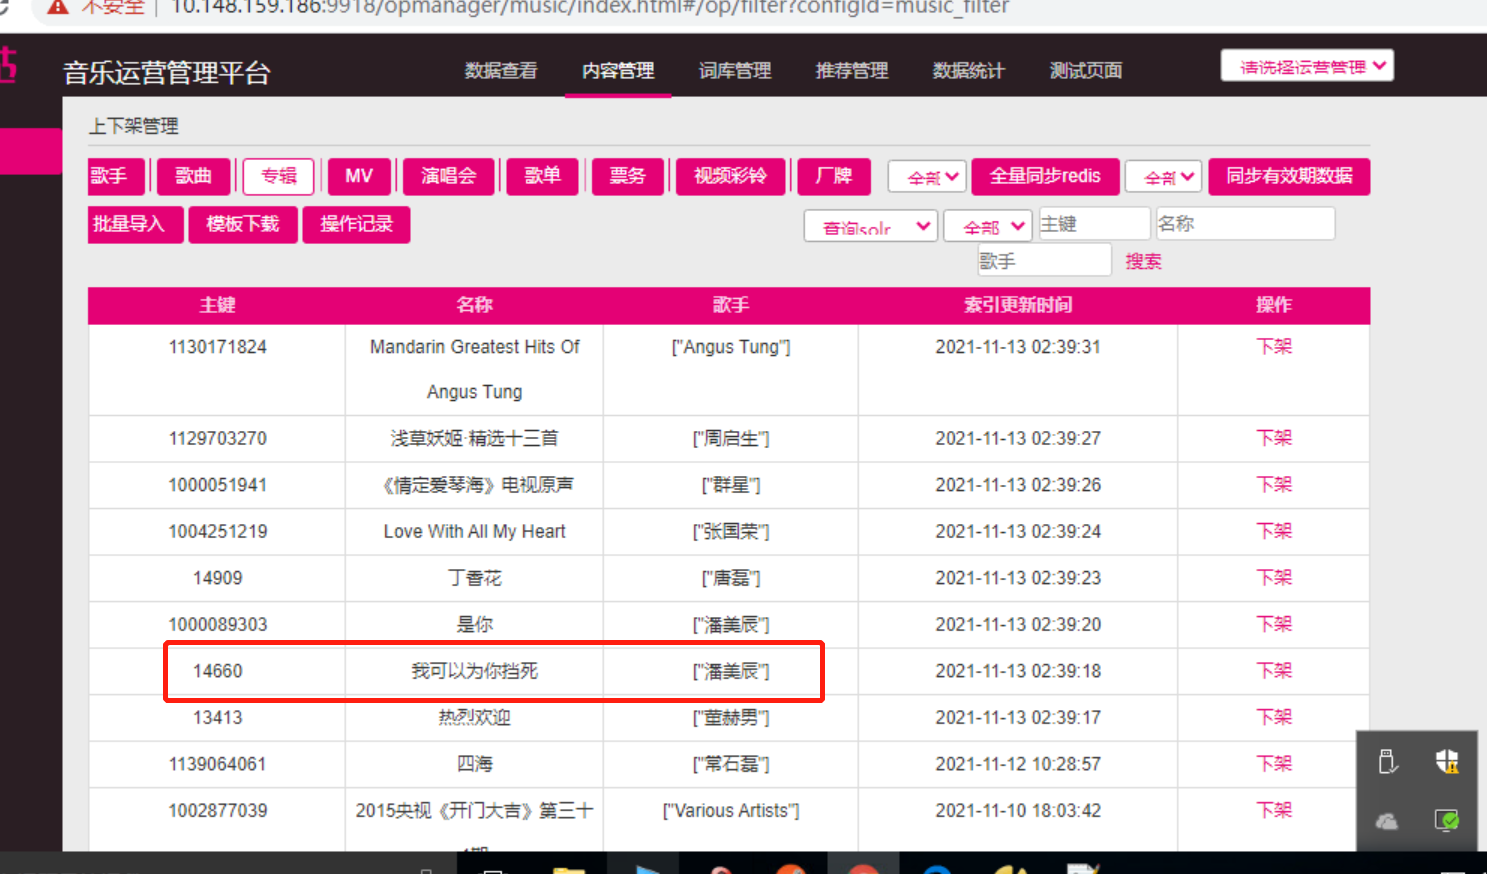 不安全 | 10.148.159.186:9918/opmanager/music/index.html#/op/filter?configId=music_filter
音乐运营管理平台 数据查看 内容管理 词库管理 推荐管理 数据统计 测试页面 请选择运营管理
上下架管理
歌手 歌曲 专辑 MV 演唱会 歌单 票务 视频彩铃 厂牌 全部 全量同步redis 全部 同步有效期数据
批量导入 模板下载 操作记录 查询solr 全部 主键 名称
歌手 搜索
主键 名称 歌手 索引更新时间 操作
1130171824 Mandarin Greatest Hits Of ["Angus Tung"] 2021-11-13 02:39:31 下架
Angus Tung
1129703270 浅草妖姬·精选十三首 ["周启生"] 2021-11-13 02:39:27 下架
1000051941 《情定爱琴海》电视原声 ["群星"] 2021-11-13 02:39:26 下架
1004251219 Love With All My Heart ["张国荣"] 2021-11-13 02:39:24 下架
14909 丁香花 ["唐磊"] 2021-11-13 02:39:23 下架
1000089303 是你 ["潘美辰"] 2021-11-13 02:39:20 下架
14660 我可以为你挡死 ["潘美辰"] 2021-11-13 02:39:18 下架
13413 热烈欢迎 ["董赫男"] 2021-11-13 02:39:17 下架
1139064061 四海 ["常石磊"] 2021-11-12 10:28:57 下架
1002877039 2015央视《开门大吉》第三十 ["Various Artists"] 2021-11-10 18:03:42 下架